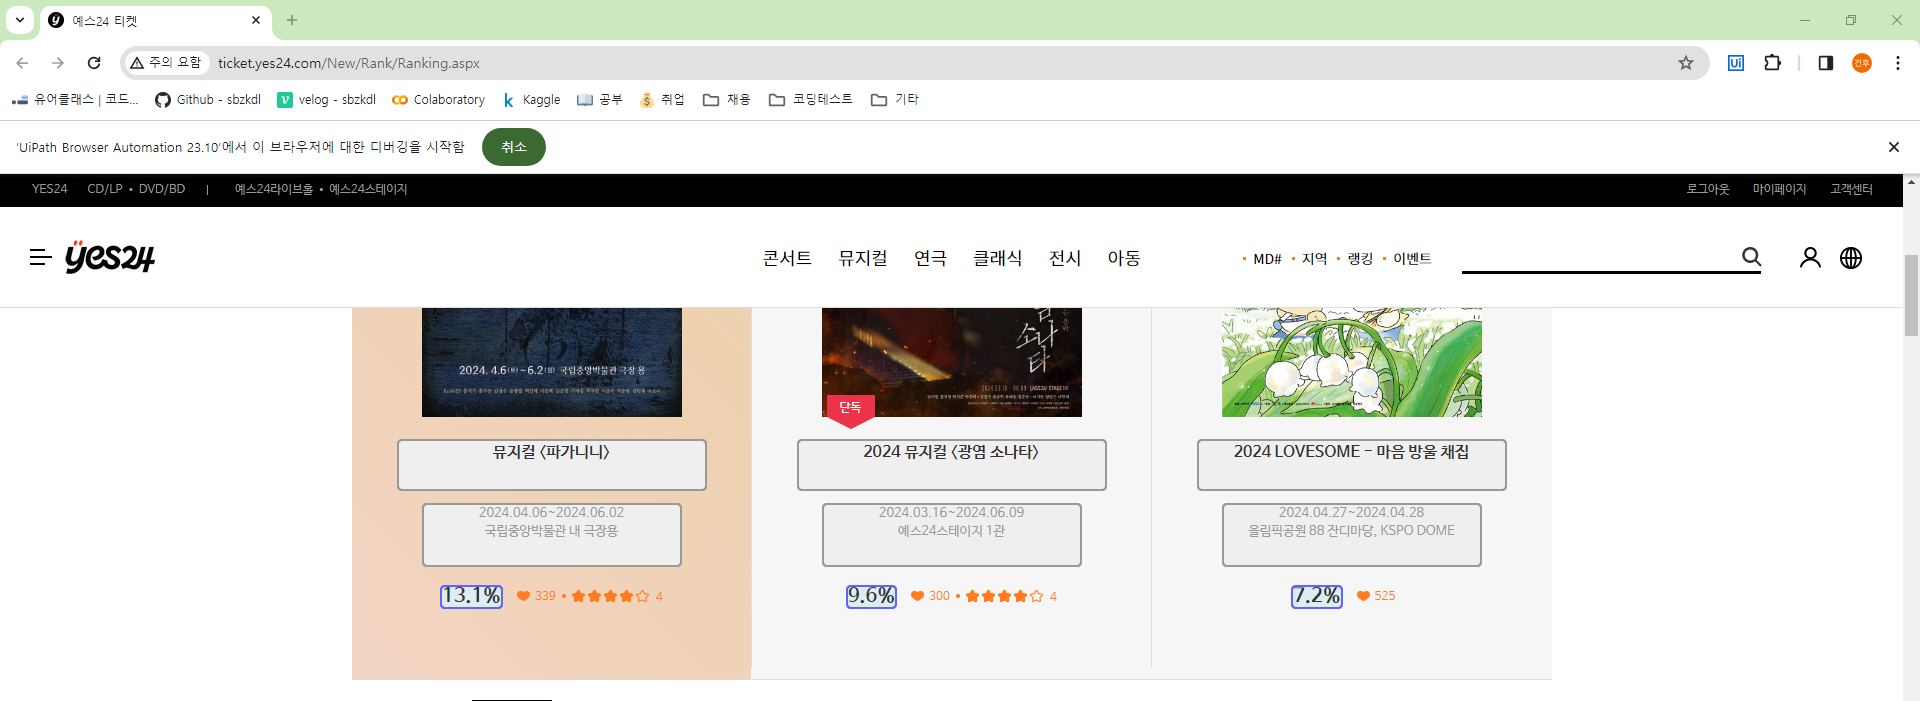 예스24 티켓
주의 요함
ticket.yes24.com/New/Rank/Ranking.aspx
Ui
건후
유어클래스 | 코드...
Github - sbzkdl
velog - sbzkdl
Colaboratory
Kaggle
공부
취업
채용
코딩테스트
기타
'UiPath Browser Automation 23.10'에서 이 브라우저에 대한 디버깅을 시작함
취소
YES24 CD/LP • DVD/BD | 예스24라이브홀 • 예스24스테이지
로그아웃 마이페이지 고객센터
yes24
콘서트 뮤지컬 연극 클래식 전시 아동
MD# 지역 랭킹 이벤트
2024. 4.6(토) ~ 6.2(일) 국립중앙박물관 극장 용
소나타
단독
뮤지컬 〈파가니니〉
2024.04.06~2024.06.02
국립중앙박물관 내 극장용
13.1% 339 • 4
2024 뮤지컬 〈광염 소나타〉
2024.03.16~2024.06.09
예스24스테이지 1관
9.6% 300 • 4
2024 LOVESOME - 마음 방울 채집
2024.04.27~2024.04.28
올림픽공원 88 잔디마당, KSPO DOME
7.2% 525